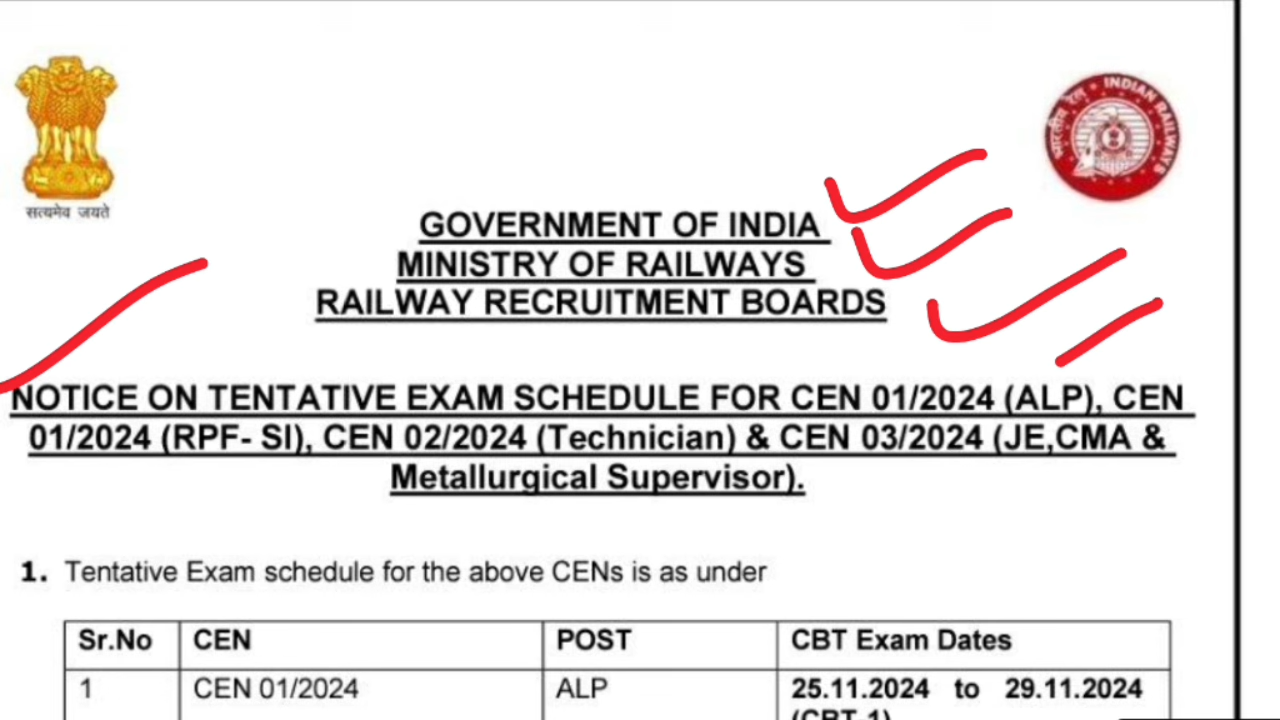 सत्यमेव जयते
भारतीय रेल INDIAN RAILWAYS
GOVERNMENT OF INDIA
MINISTRY OF RAILWAYS
RAILWAY RECRUITMENT BOARDS
NOTICE ON TENTATIVE EXAM SCHEDULE FOR CEN 01/2024 (ALP), CEN
01/2024 (RPF- SI), CEN 02/2024 (Technician) & CEN 03/2024 (JE,CMA &
Metallurgical Supervisor).
1. Tentative Exam schedule for the above CENs is as under
Sr.No CEN POST CBT Exam Dates
1 CEN 01/2024 ALP 25.11.2024 to 29.11.2024
(CBT-1)